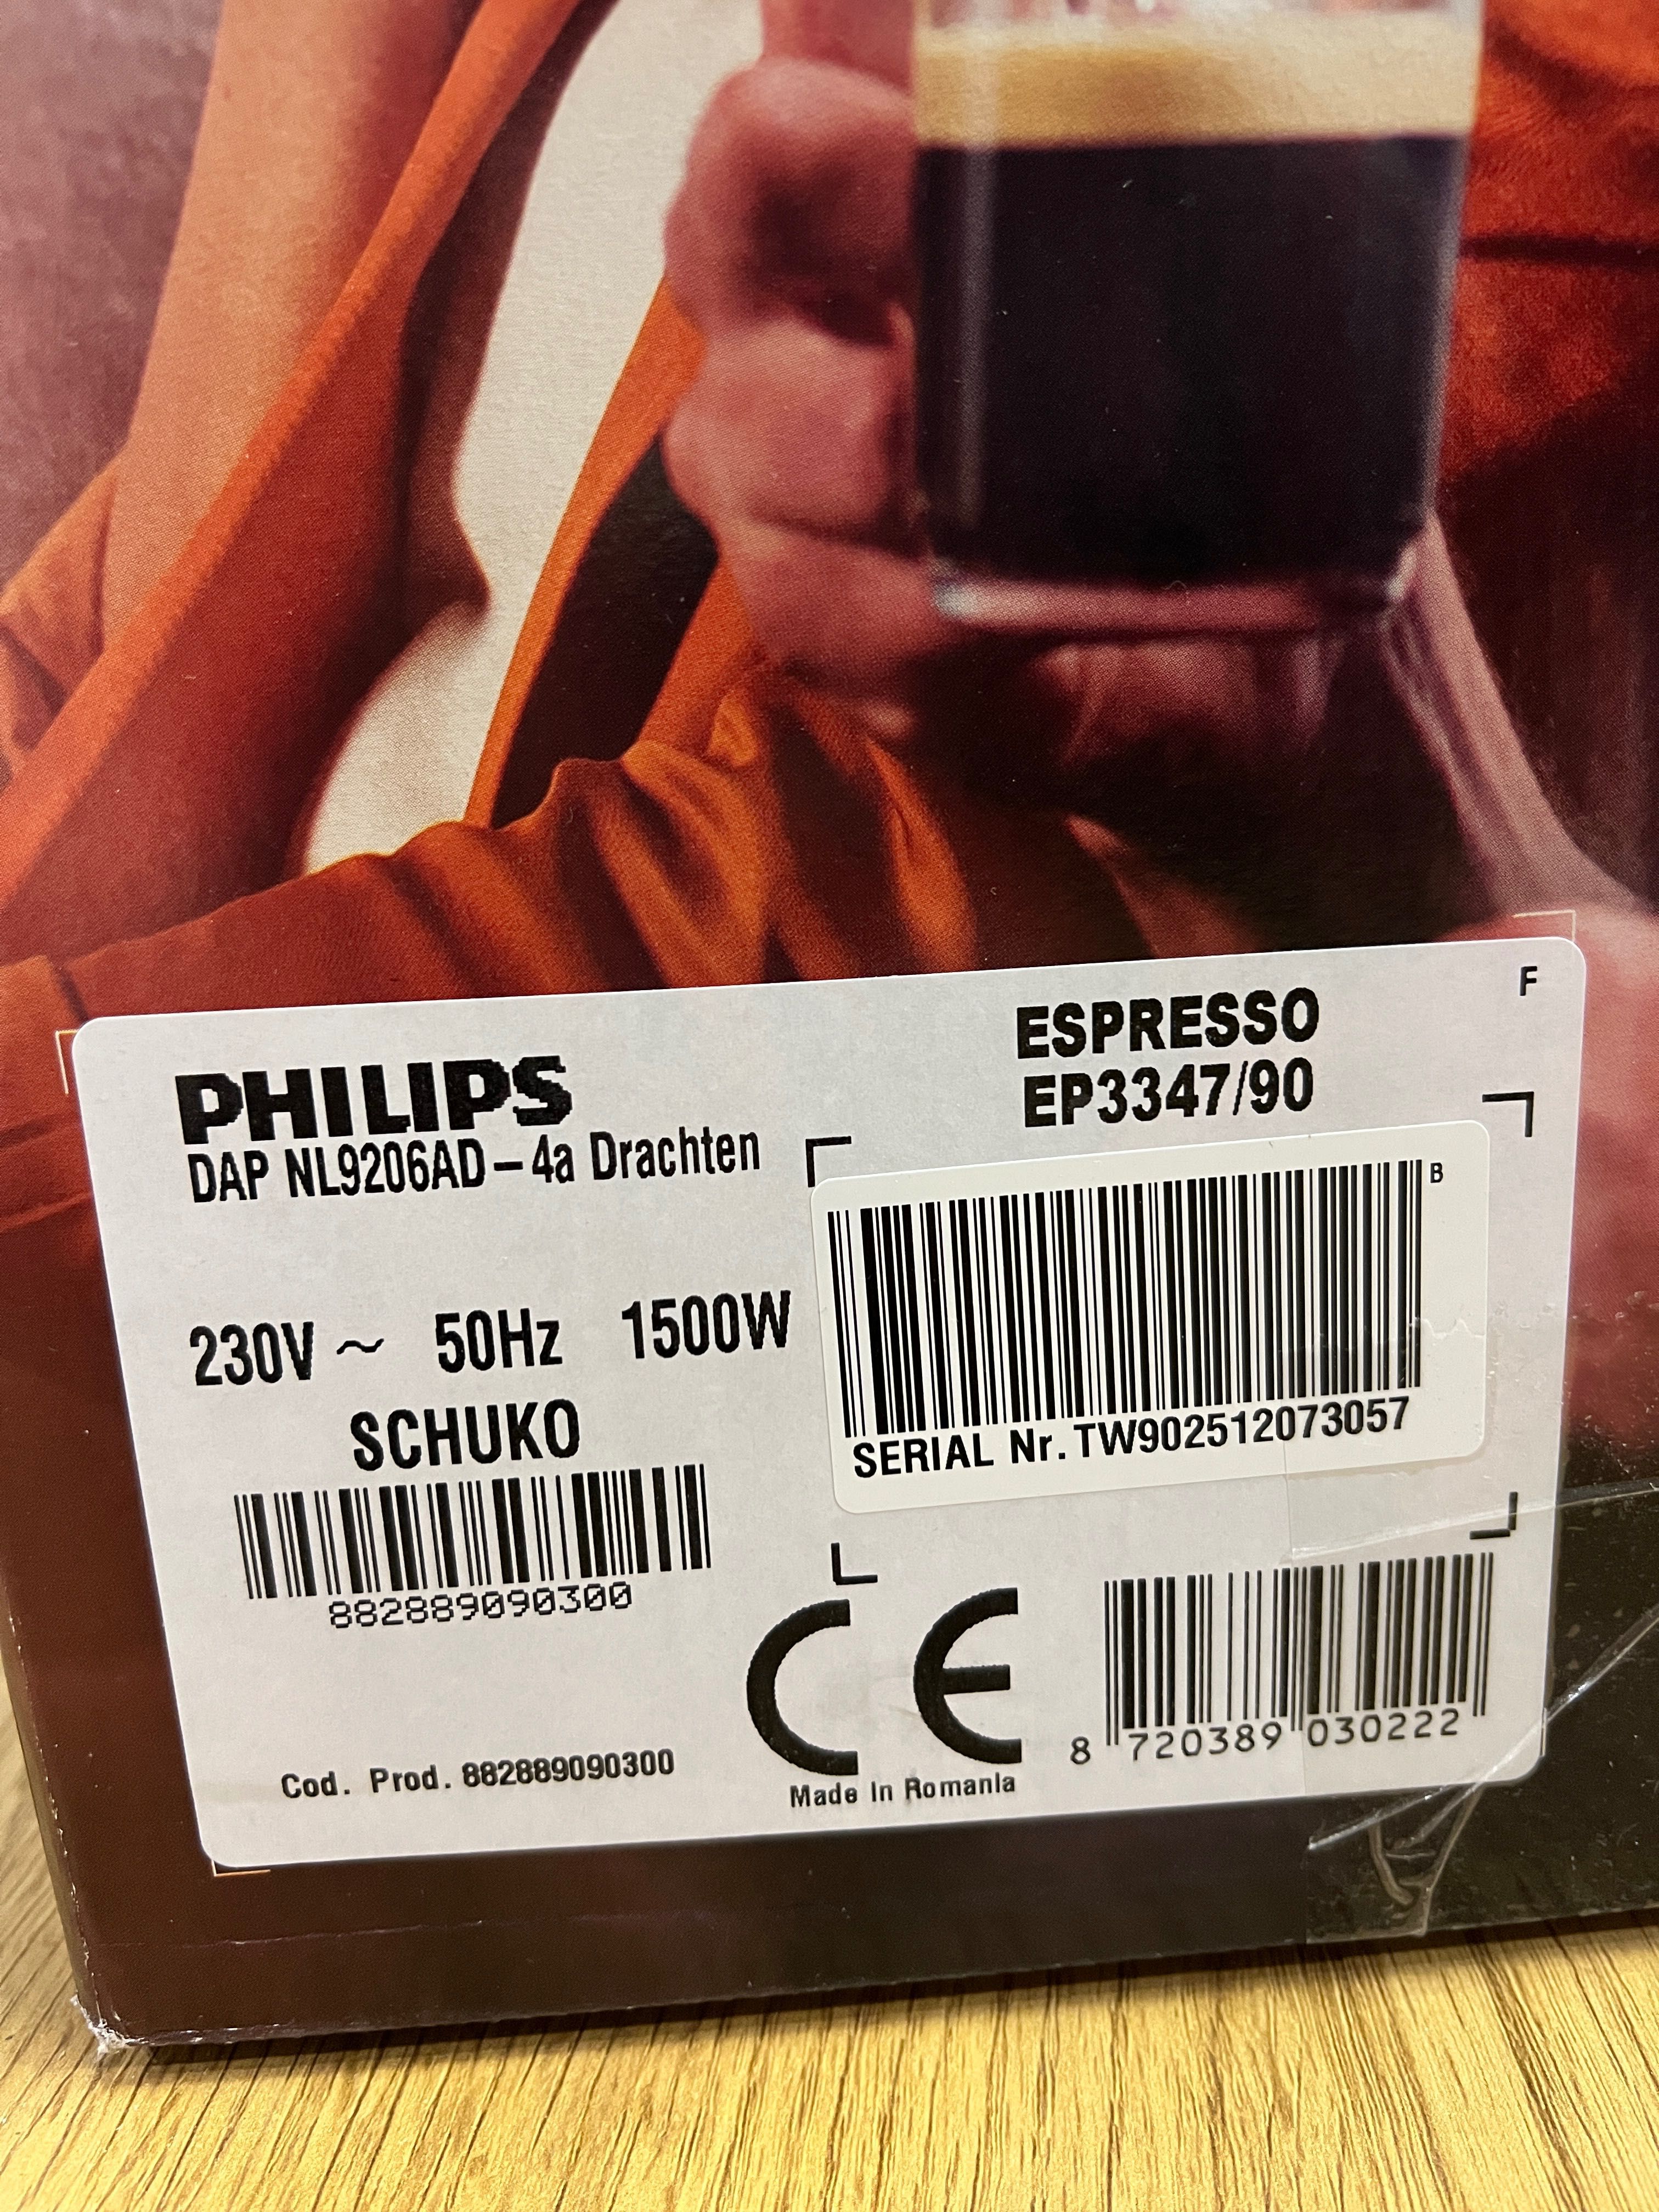 F
ESPRESSO
EP3347/90
PHILIPS
DAP NL9206AD – 4a Drachten
B
230V ~ 50Hz 1500W
SERIAL Nr. TW902512073057
SCHUKO
882889090300
CE
8 720389 030222
Cod. Prod. 882889090300
Made In Romania